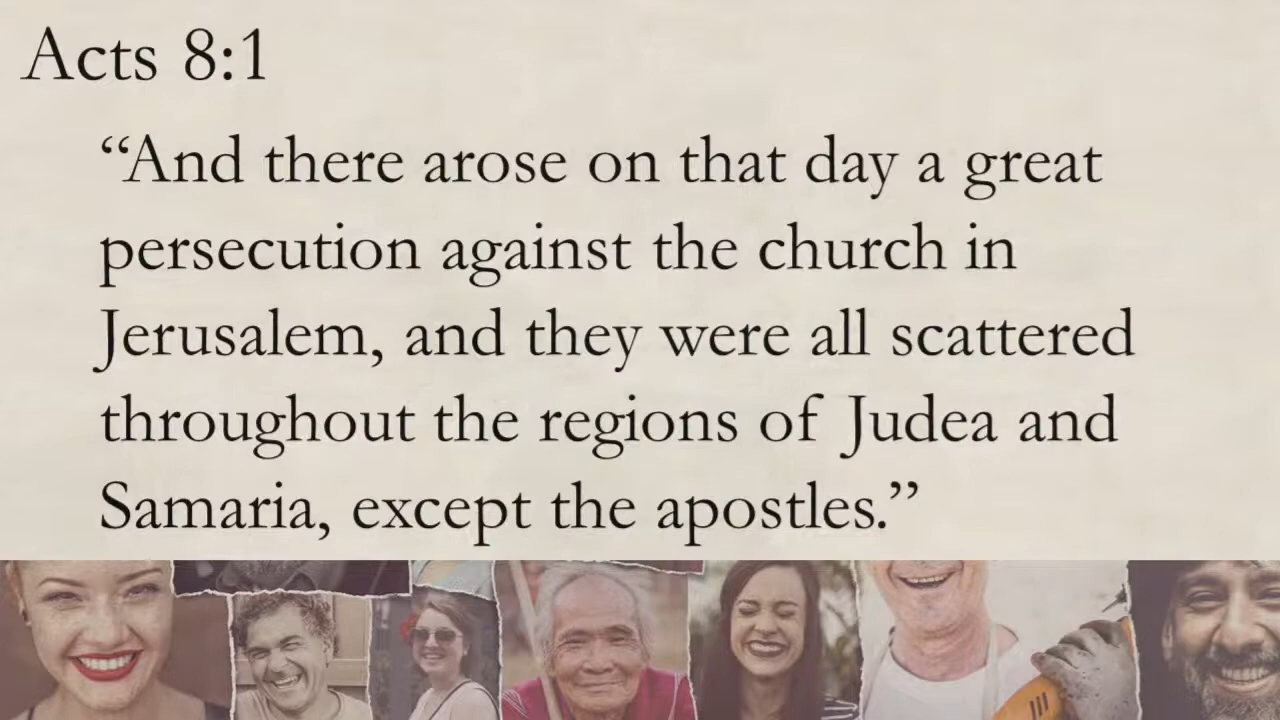 Acts 8:1
“And there arose on that day a great
persecution against the church in
Jerusalem, and they were all scattered
throughout the regions of Judea and
Samaria, except the apostles.”